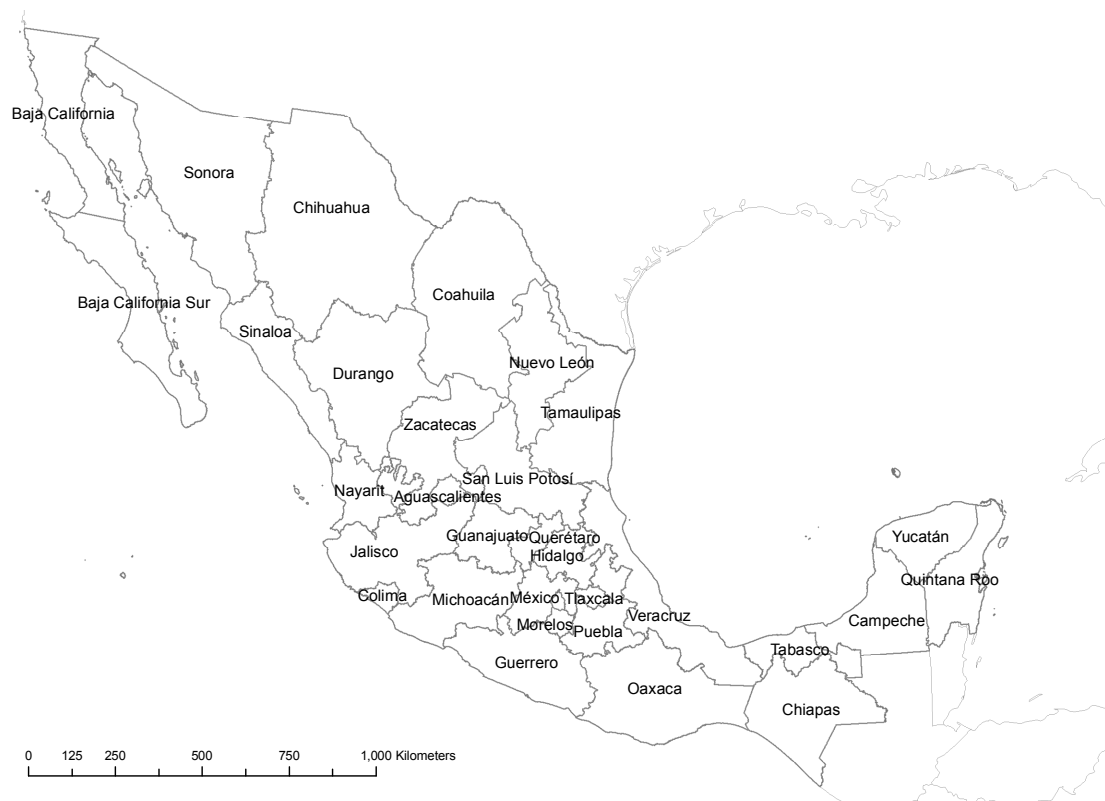 Baja California
Sonora
Chihuahua
Coahuila
Baja California Sur
Sinaloa
Nuevo León
Durango
Tamaulipas
Zacatecas
San Luis Potosí
Nayarit
Aguascalientes
Guanajuato
Querétaro
Yucatán
Jalisco
Hidalgo
Quintana Roo
Colima
Michoacán
México
Tlaxcala
Veracruz
Campeche
Morelos
Puebla
Tabasco
Guerrero
Oaxaca
Chiapas
0 125 250 500 750 1,000 Kilometers